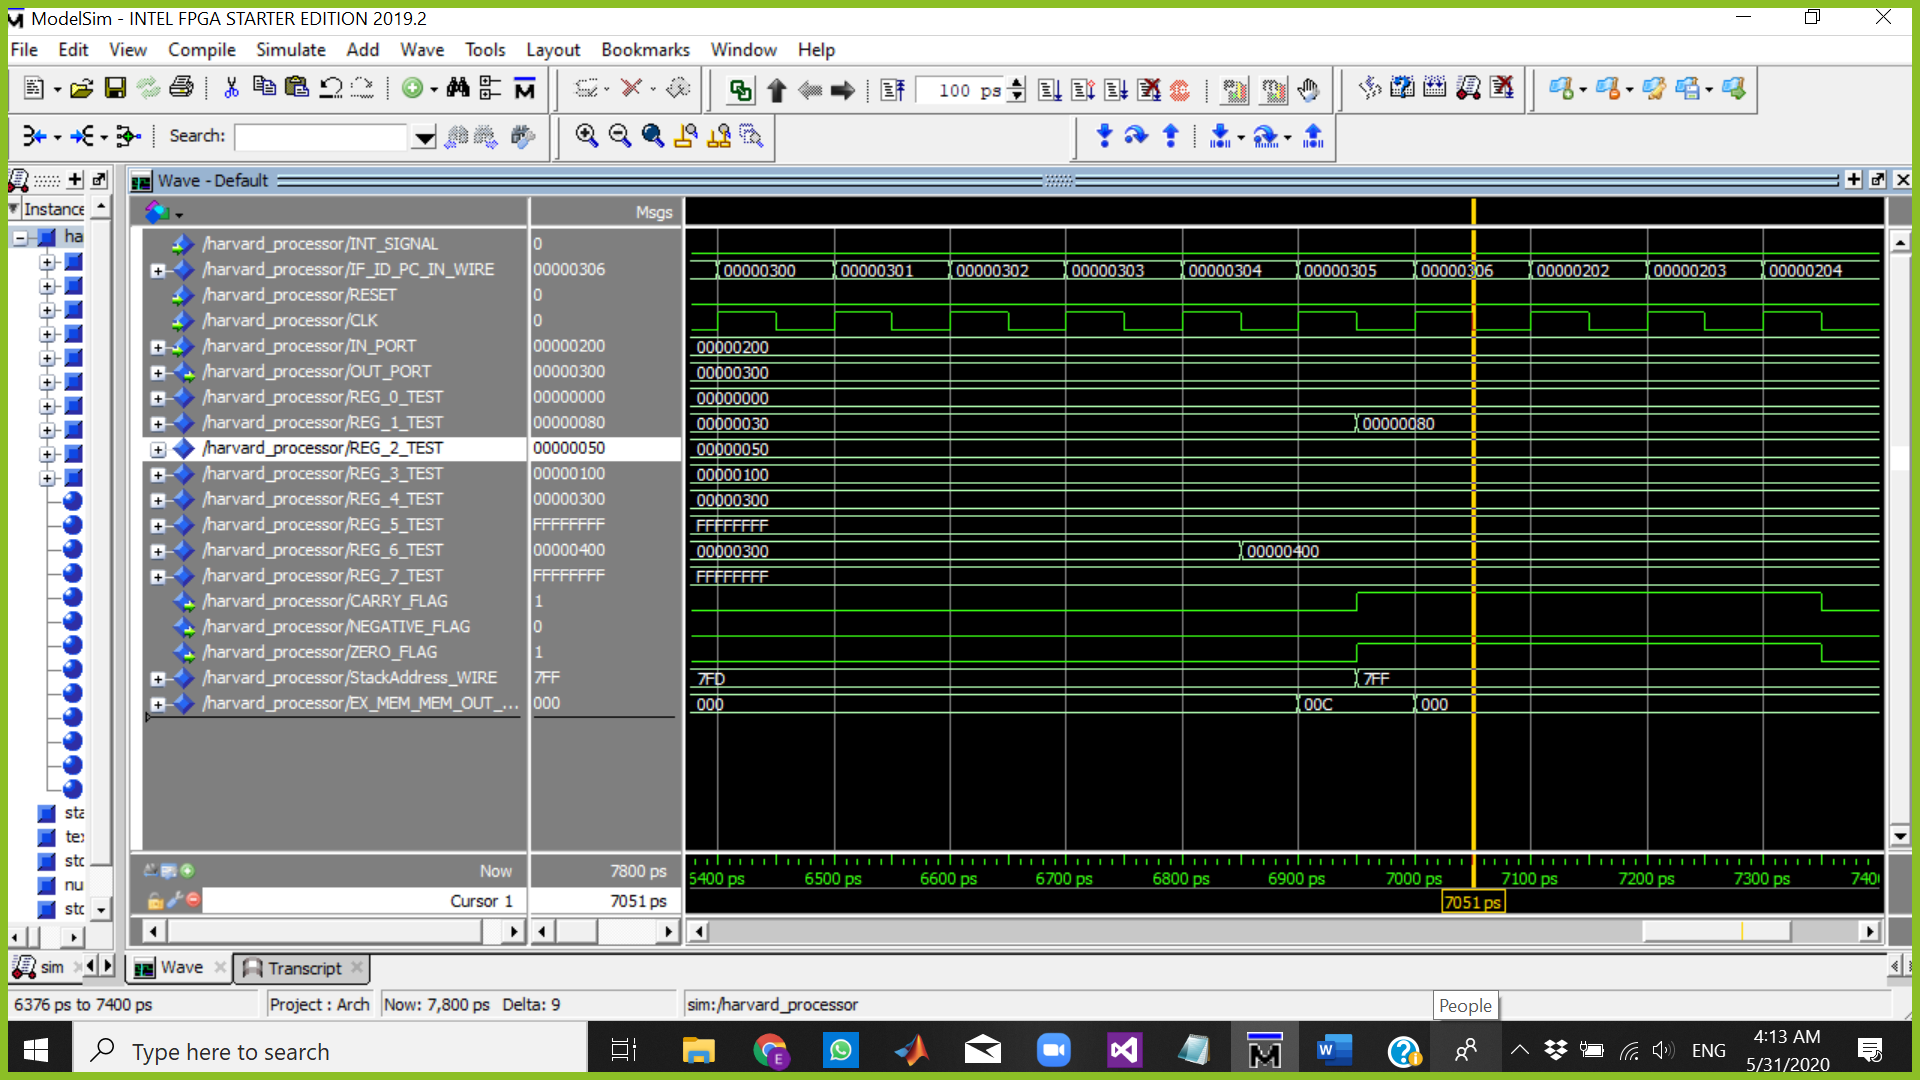 ModelSim - INTEL FPGA STARTER EDITION 2019.2
File Edit View Compile Simulate Add Wave Tools Layout Bookmarks Window Help
100 ps
Search:
Wave - Default
Instance
Msgs
ha
/harvard_processor/INT_SIGNAL 0
/harvard_processor/IF_ID_PC_IN_WIRE 00000306 00000300 00000301 00000302 00000303 00000304 00000305 00000306 00000202 00000203 00000204
/harvard_processor/RESET 0
/harvard_processor/CLK 0
/harvard_processor/IN_PORT 00000200 00000200
/harvard_processor/OUT_PORT 00000300 00000300
/harvard_processor/REG_0_TEST 00000000 00000000
/harvard_processor/REG_1_TEST 00000080 00000030 00000080
/harvard_processor/REG_2_TEST 00000050 00000050
/harvard_processor/REG_3_TEST 00000100 00000100
/harvard_processor/REG_4_TEST 00000300 00000300
/harvard_processor/REG_5_TEST FFFFFFFF FFFFFFFF
/harvard_processor/REG_6_TEST 00000400 00000300 00000400
/harvard_processor/REG_7_TEST FFFFFFFF FFFFFFFF
/harvard_processor/CARRY_FLAG 1
/harvard_processor/NEGATIVE_FLAG 0
/harvard_processor/ZERO_FLAG 1
/harvard_processor/StackAddress_WIRE 7FF 7FD 7FF
/harvard_processor/EX_MEM_MEM_OUT_... 000 000 00C 000
sta
tex
std
nu
std
Now 7800 ps 6400 ps 6500 ps 6600 ps 6700 ps 6800 ps 6900 ps 7000 ps 7100 ps 7200 ps 7300 ps 740
Cursor 1 7051 ps 7051 ps
sim Wave Transcript
6376 ps to 7400 ps Project : Arch Now: 7,800 ps Delta: 9 sim:/harvard_processor
People
Type here to search
E
W
ENG
4:13 AM
5/31/2020